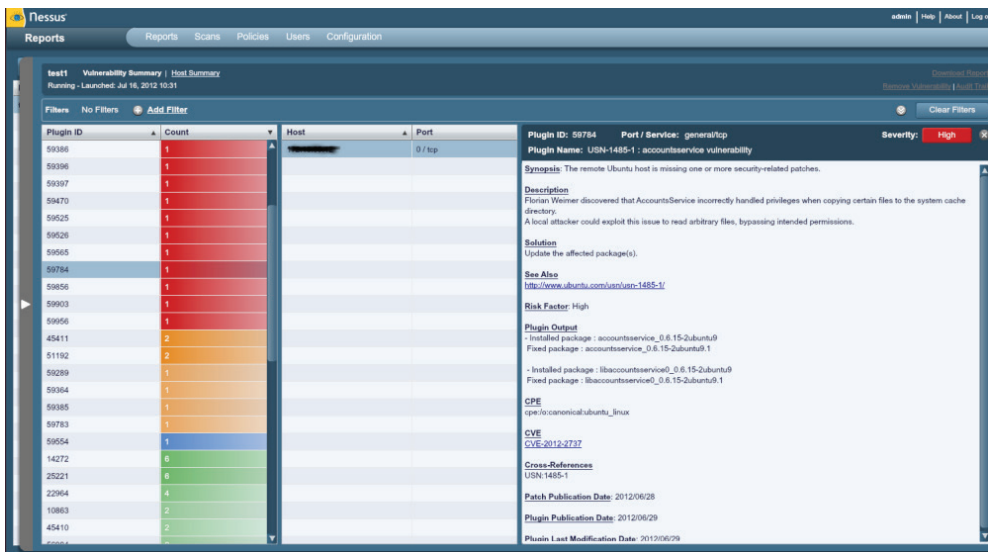 Nessus
admin | Help | About | Log o
Reports
Reports Scans Policies Users Configuration
test1 Vulnerability Summary | Host Summary
Download Report
Running - Launched: Jul 16, 2012 10:31
Remove Vulnerability | Audit Trail
Filters No Filters Add Filter
Clear Filters
Plugin ID Count
59386 1
59396 1
59397 1
59470 1
59525 1
59526 1
59565 1
59784 1
59856 1
59903 1
59956 1
45411 2
51192 2
59289 1
59364 1
59385 1
59783 1
59554 1
14272 6
25221 6
22964 4
10863 2
45410 2
Host Port
0 / tcp
Plugin ID: 59784 Port / Service: general/tcp Severity: High
Plugin Name: USN-1485-1 : accountsservice vulnerability
Synopsis: The remote Ubuntu host is missing one or more security-related patches.
Description
Florian Weimer discovered that AccountsService incorrectly handled privileges when copying certain files to the system cache
directory.
A local attacker could exploit this issue to read arbitrary files, bypassing intended permissions.
Solution
Update the affected package(s).
See Also
http://www.ubuntu.com/usn/usn-1485-1/
Risk Factor: High
Plugin Output
- Installed package : accountsservice_0.6.15-2ubuntu9
Fixed package : accountsservice_0.6.15-2ubuntu9.1
- Installed package : libaccountsservice0_0.6.15-2ubuntu9
Fixed package : libaccountsservice0_0.6.15-2ubuntu9.1
CPE
cpe:/o:canonical:ubuntu_linux
CVE
CVE-2012-2737
Cross-References
USN:1485-1
Patch Publication Date: 2012/06/28
Plugin Publication Date: 2012/06/29
Plugin Last Modification Date: 2012/06/29